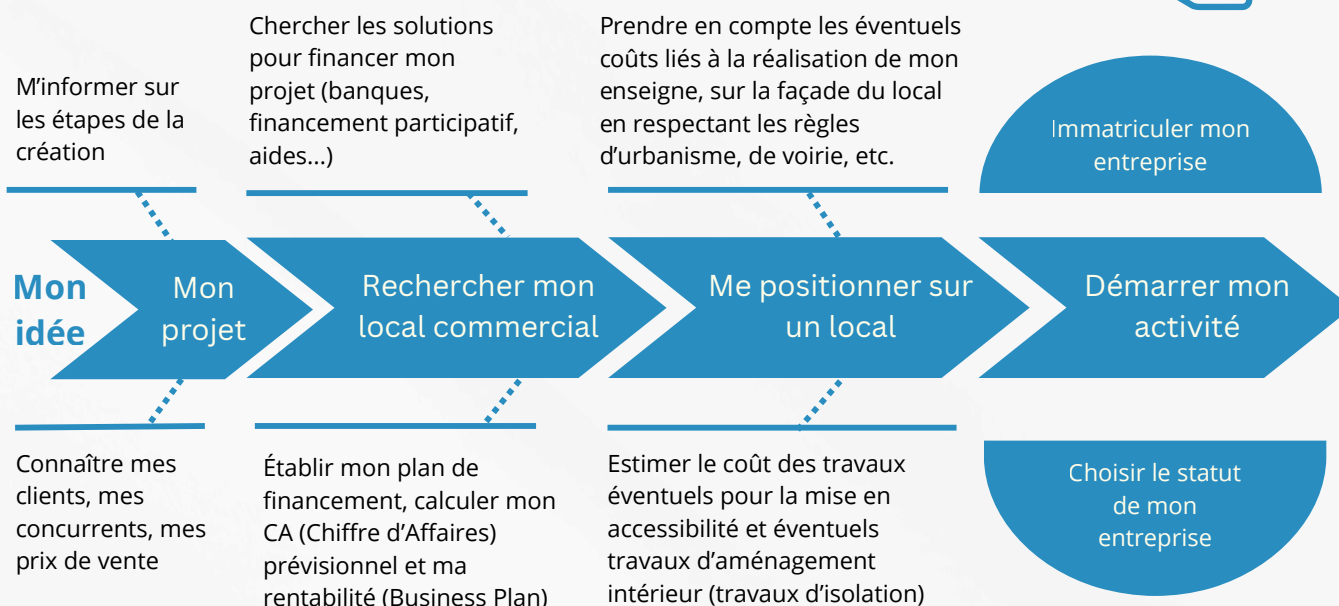 M’informer sur
les étapes de la
création
Chercher les solutions
pour financer mon
projet (banques,
financement participatif,
aides...)
Prendre en compte les éventuels
coûts liés à la réalisation de mon
enseigne, sur la façade du local
en respectant les règles
d’urbanisme, de voirie, etc.
Immatriculer mon
entreprise
Mon
idée
Mon
projet
Rechercher mon
local commercial
Me positionner sur
un local
Démarrer mon
activité
Connaître mes
clients, mes
concurrents, mes
prix de vente
Établir mon plan de
financement, calculer mon
CA (Chiffre d’Affaires)
prévisionnel et ma
rentabilité (Business Plan)
Estimer le coût des travaux
éventuels pour la mise en
accessibilité et éventuels
travaux d’aménagement
intérieur (travaux d’isolation)
Choisir le statut
de mon
entreprise